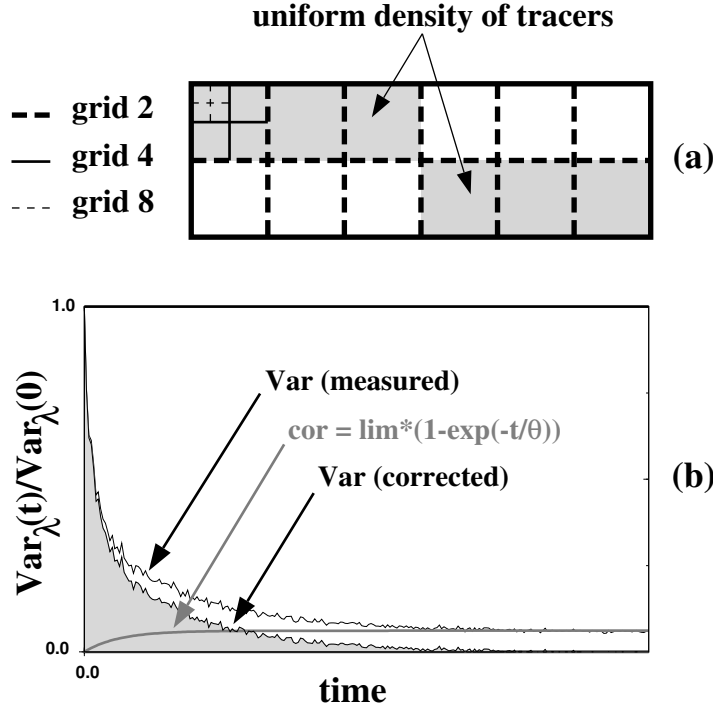 uniform density of tracers
grid 2
grid 4
grid 8
(a)
1.0
Var (measured)
cor = lim*(1-exp(-t/θ))
Var (corrected)
Varλ(t)/Varλ(0)
(b)
0.0
0.0
time